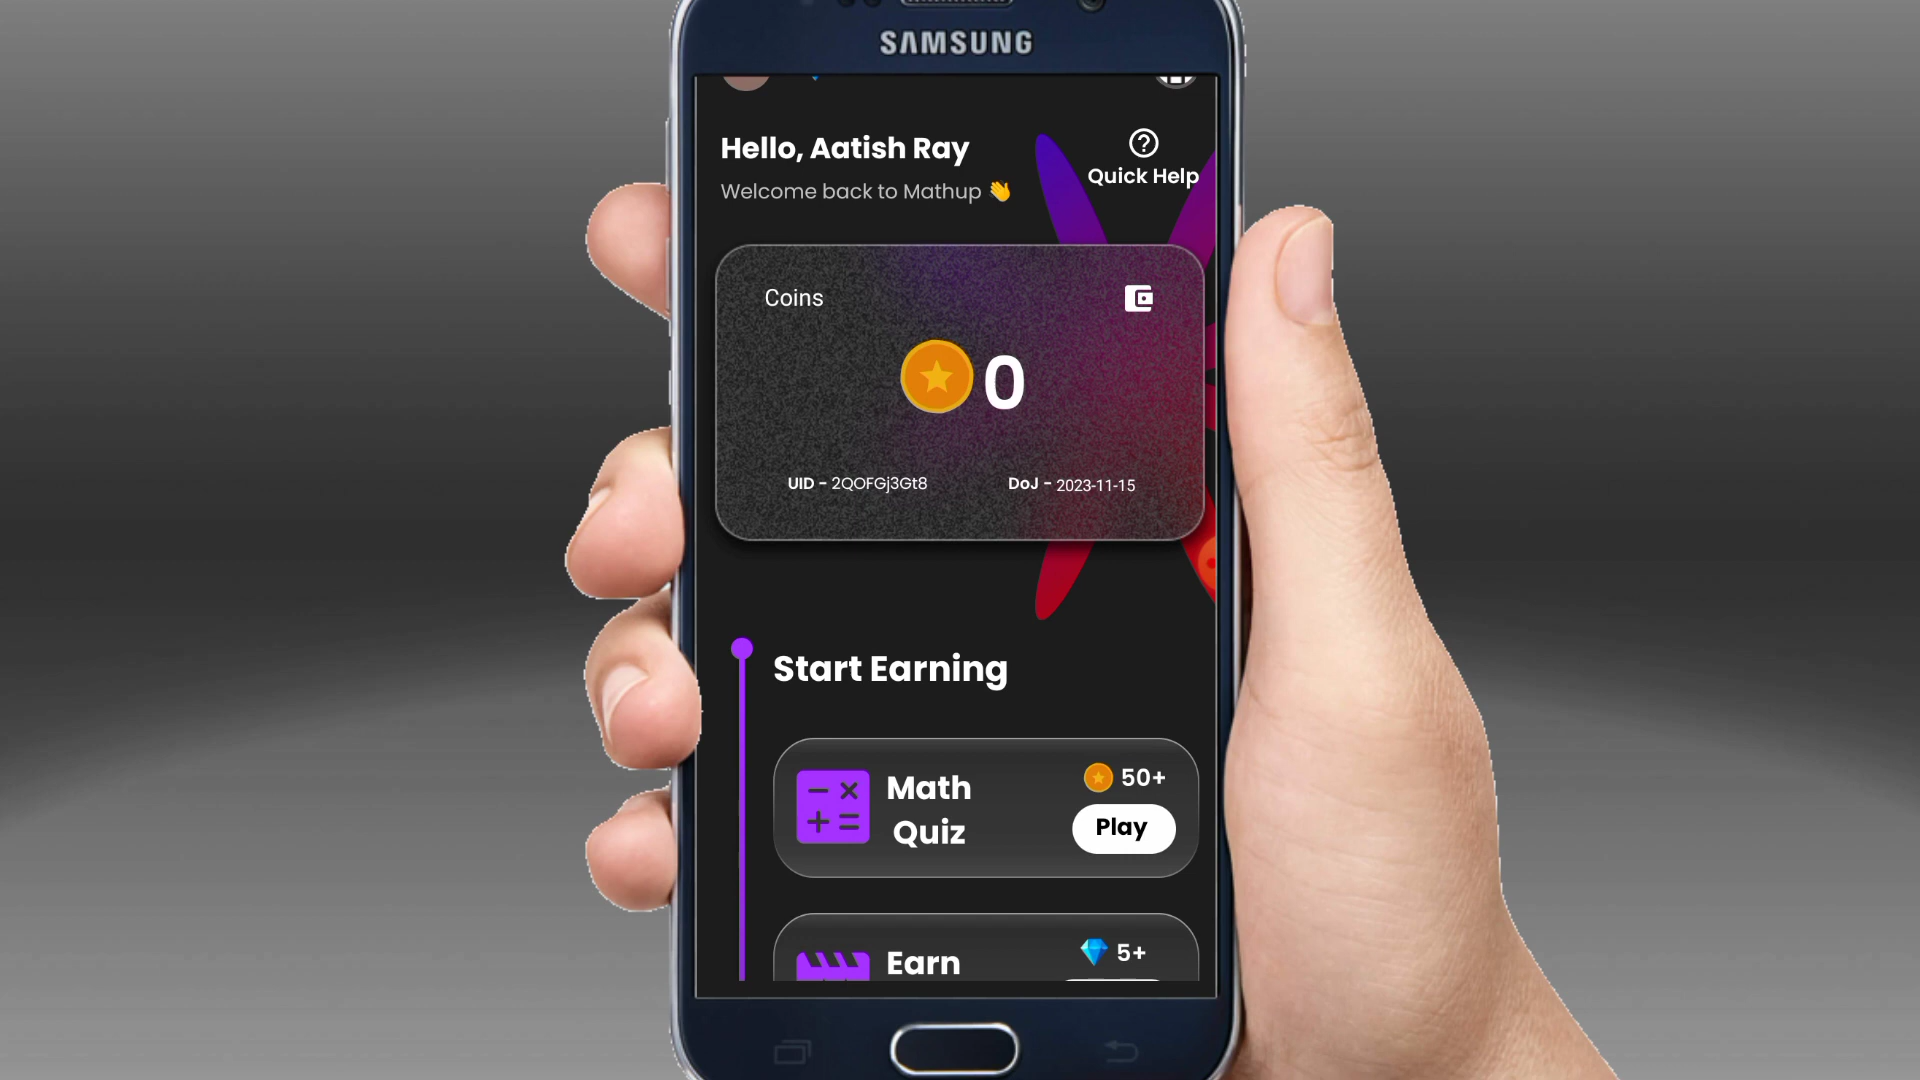 SAMSUNG
Hello, Aatish Ray
Quick Help
Welcome back to Mathup 👋
Coins
0
UID - 2QOFGj3Gt8
DoJ - 2023-11-15
Start Earning
Math
Quiz
50+
Play
Earn
5+